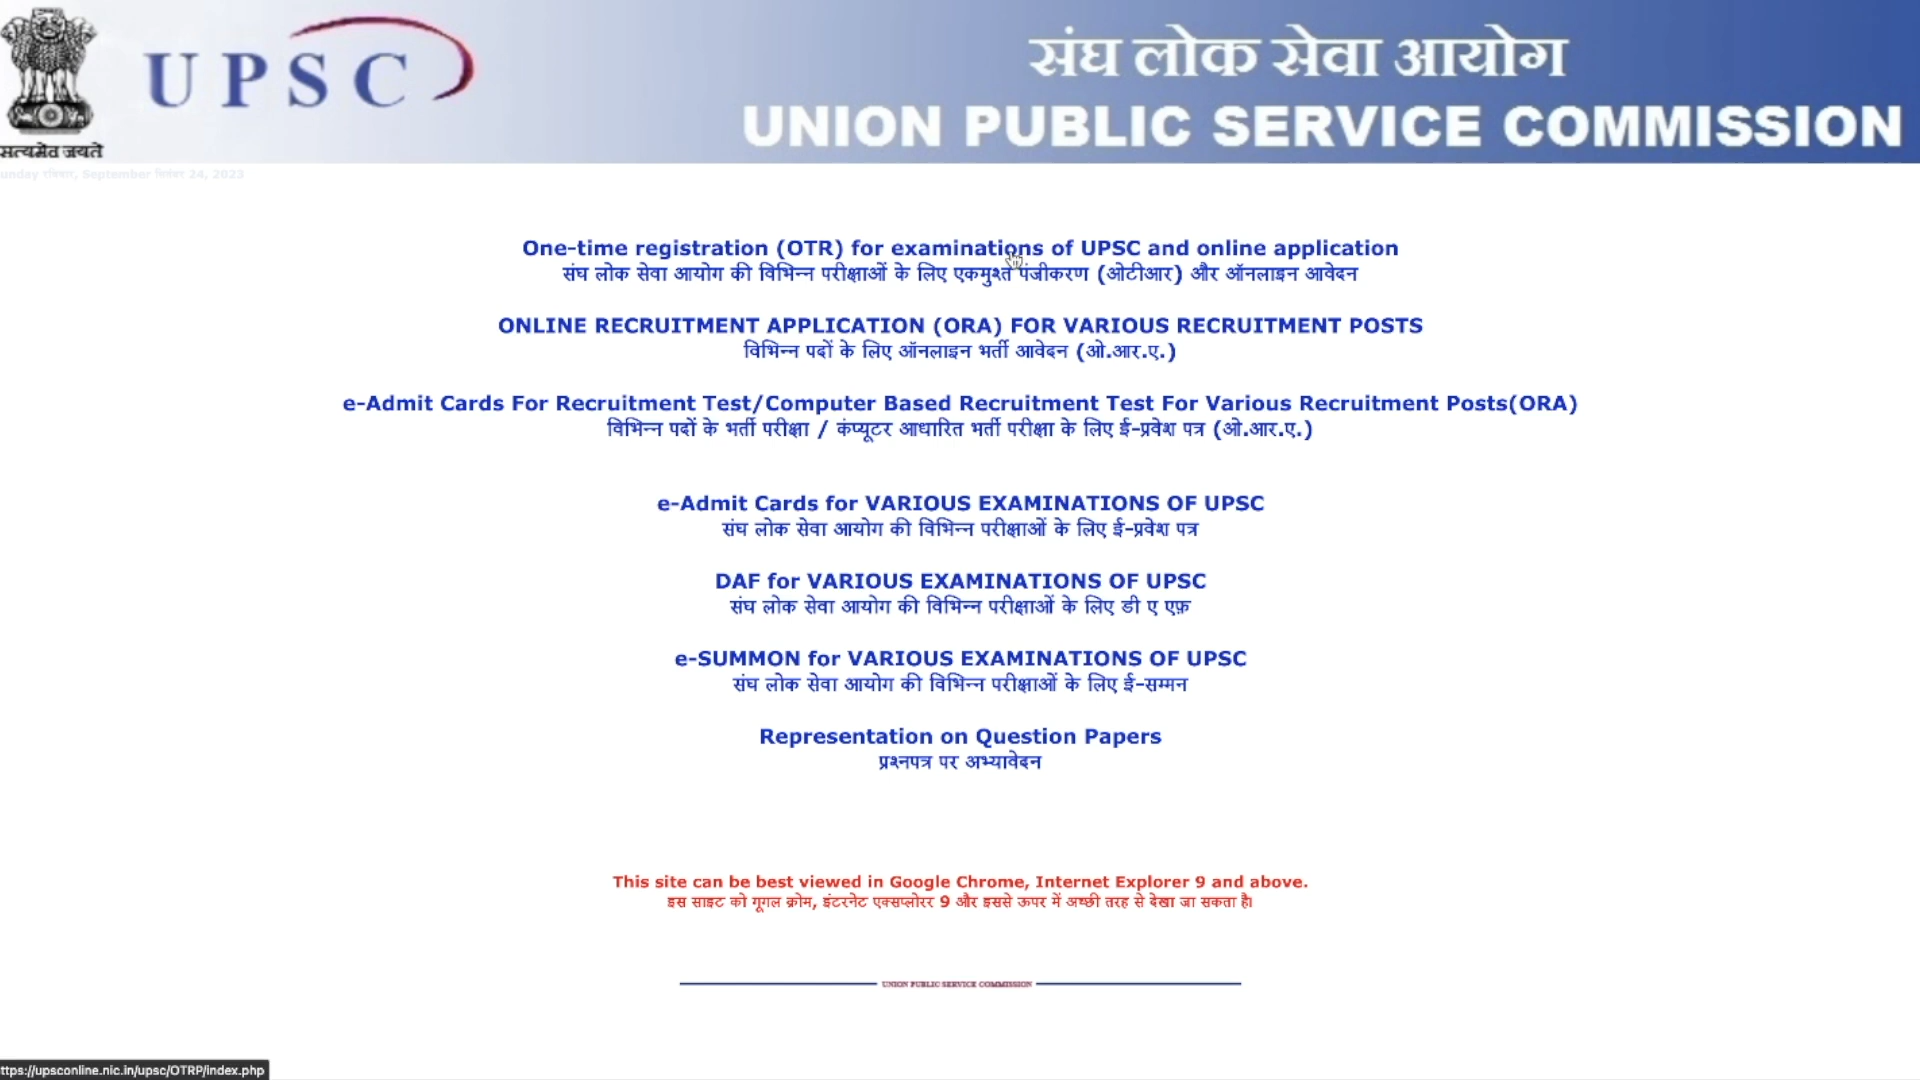 सत्यमेव जयते
UPSC
संघ लोक सेवा आयोग
UNION PUBLIC SERVICE COMMISSION
unday रविवार, September सितंबर 24, 2023
One-time registration (OTR) for examinations of UPSC and online application
संघ लोक सेवा आयोग की विभिन्न परीक्षाओं के लिए एकमुश्त पंजीकरण (ओटीआर) और ऑनलाइन आवेदन
ONLINE RECRUITMENT APPLICATION (ORA) FOR VARIOUS RECRUITMENT POSTS
विभिन्न पदों के लिए ऑनलाइन भर्ती आवेदन (ओ.आर.ए.)
e-Admit Cards For Recruitment Test/Computer Based Recruitment Test For Various Recruitment Posts(ORA)
विभिन्न पदों के भर्ती परीक्षा / कंप्यूटर आधारित भर्ती परीक्षा के लिए ई-प्रवेश पत्र (ओ.आर.ए.)
e-Admit Cards for VARIOUS EXAMINATIONS OF UPSC
संघ लोक सेवा आयोग की विभिन्न परीक्षाओं के लिए ई-प्रवेश पत्र
DAF for VARIOUS EXAMINATIONS OF UPSC
संघ लोक सेवा आयोग की विभिन्न परीक्षाओं के लिए डी ए एफ़
e-SUMMON for VARIOUS EXAMINATIONS OF UPSC
संघ लोक सेवा आयोग की विभिन्न परीक्षाओं के लिए ई-सम्मन
Representation on Question Papers
प्रश्नपत्र पर अभ्यावेदन
This site can be best viewed in Google Chrome, Internet Explorer 9 and above.
इस साइट को गूगल क्रोम, इंटरनेट एक्सप्लोरर 9 और इससे ऊपर में अच्छी तरह से देखा जा सकता है।
UNION PUBLIC SERVICE COMMISSION
ttps://upsconline.nic.in/upsc/OTRP/index.php